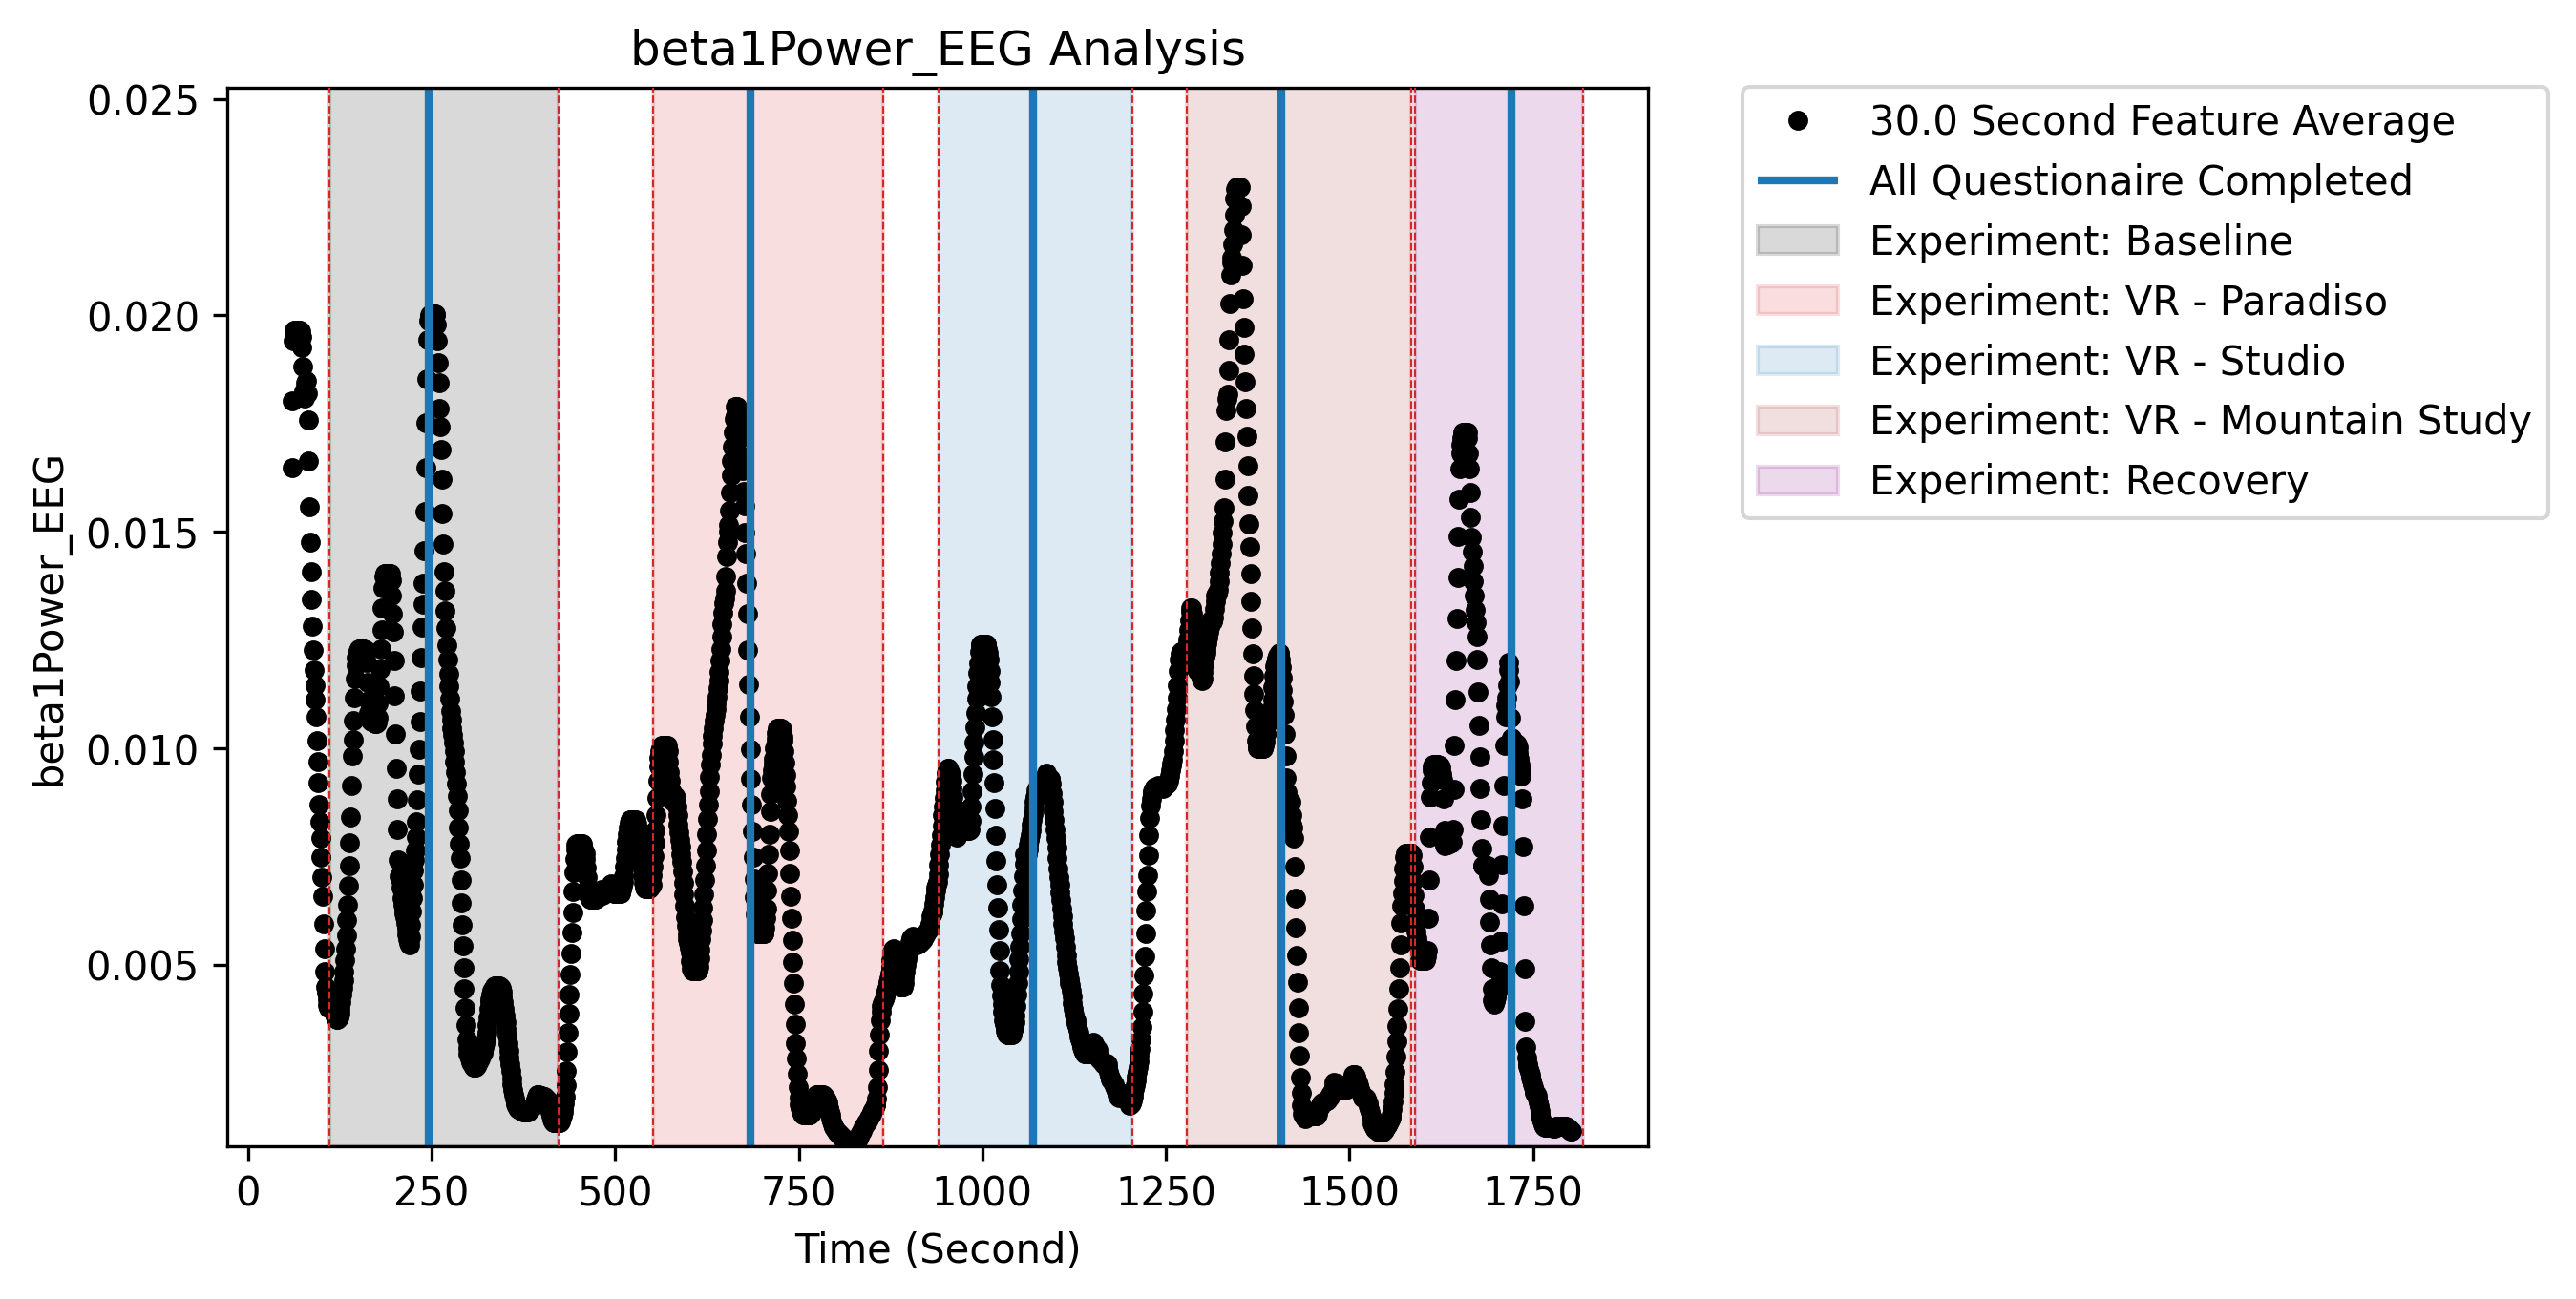 beta1Power_EEG Analysis
0.025
0.020
0.015
0.010
0.005
beta1Power_EEG
0 250 500 750 1000 1250 1500 1750
Time (Second)
30.0 Second Feature Average
All Questionaire Completed
Experiment: Baseline
Experiment: VR - Paradiso
Experiment: VR - Studio
Experiment: VR - Mountain Study
Experiment: Recovery